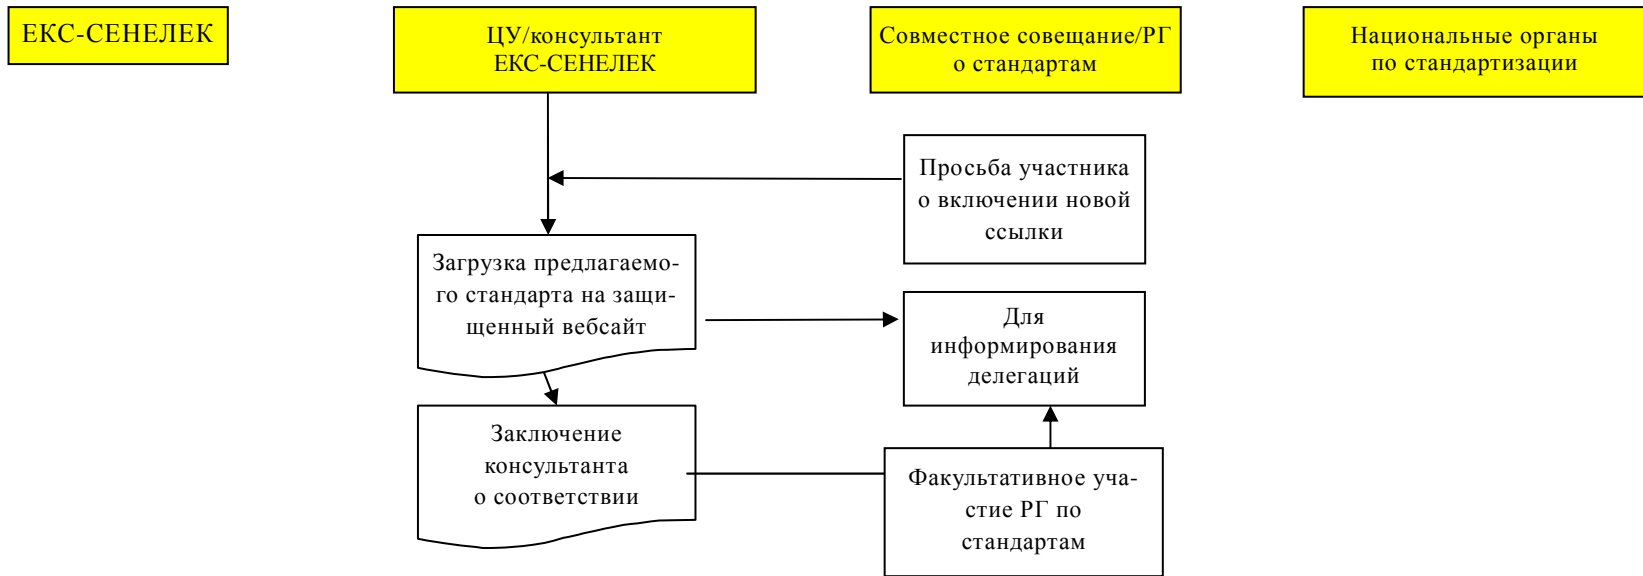 ЕКС-СЕНЕЛЕК
ЦУ/консультант
ЕКС-СЕНЕЛЕК
Совместное совещание/РГ
о стандартам
Национальные органы
по стандартизации
Просьба участника
о включении новой
ссылки
Загрузка предлагаемо-
го стандарта на защи-
щенный вебсайт
Для
информирования
делегаций
Заключение
консультанта
о соответствии
Факультативное уча-
стие РГ по
стандартам